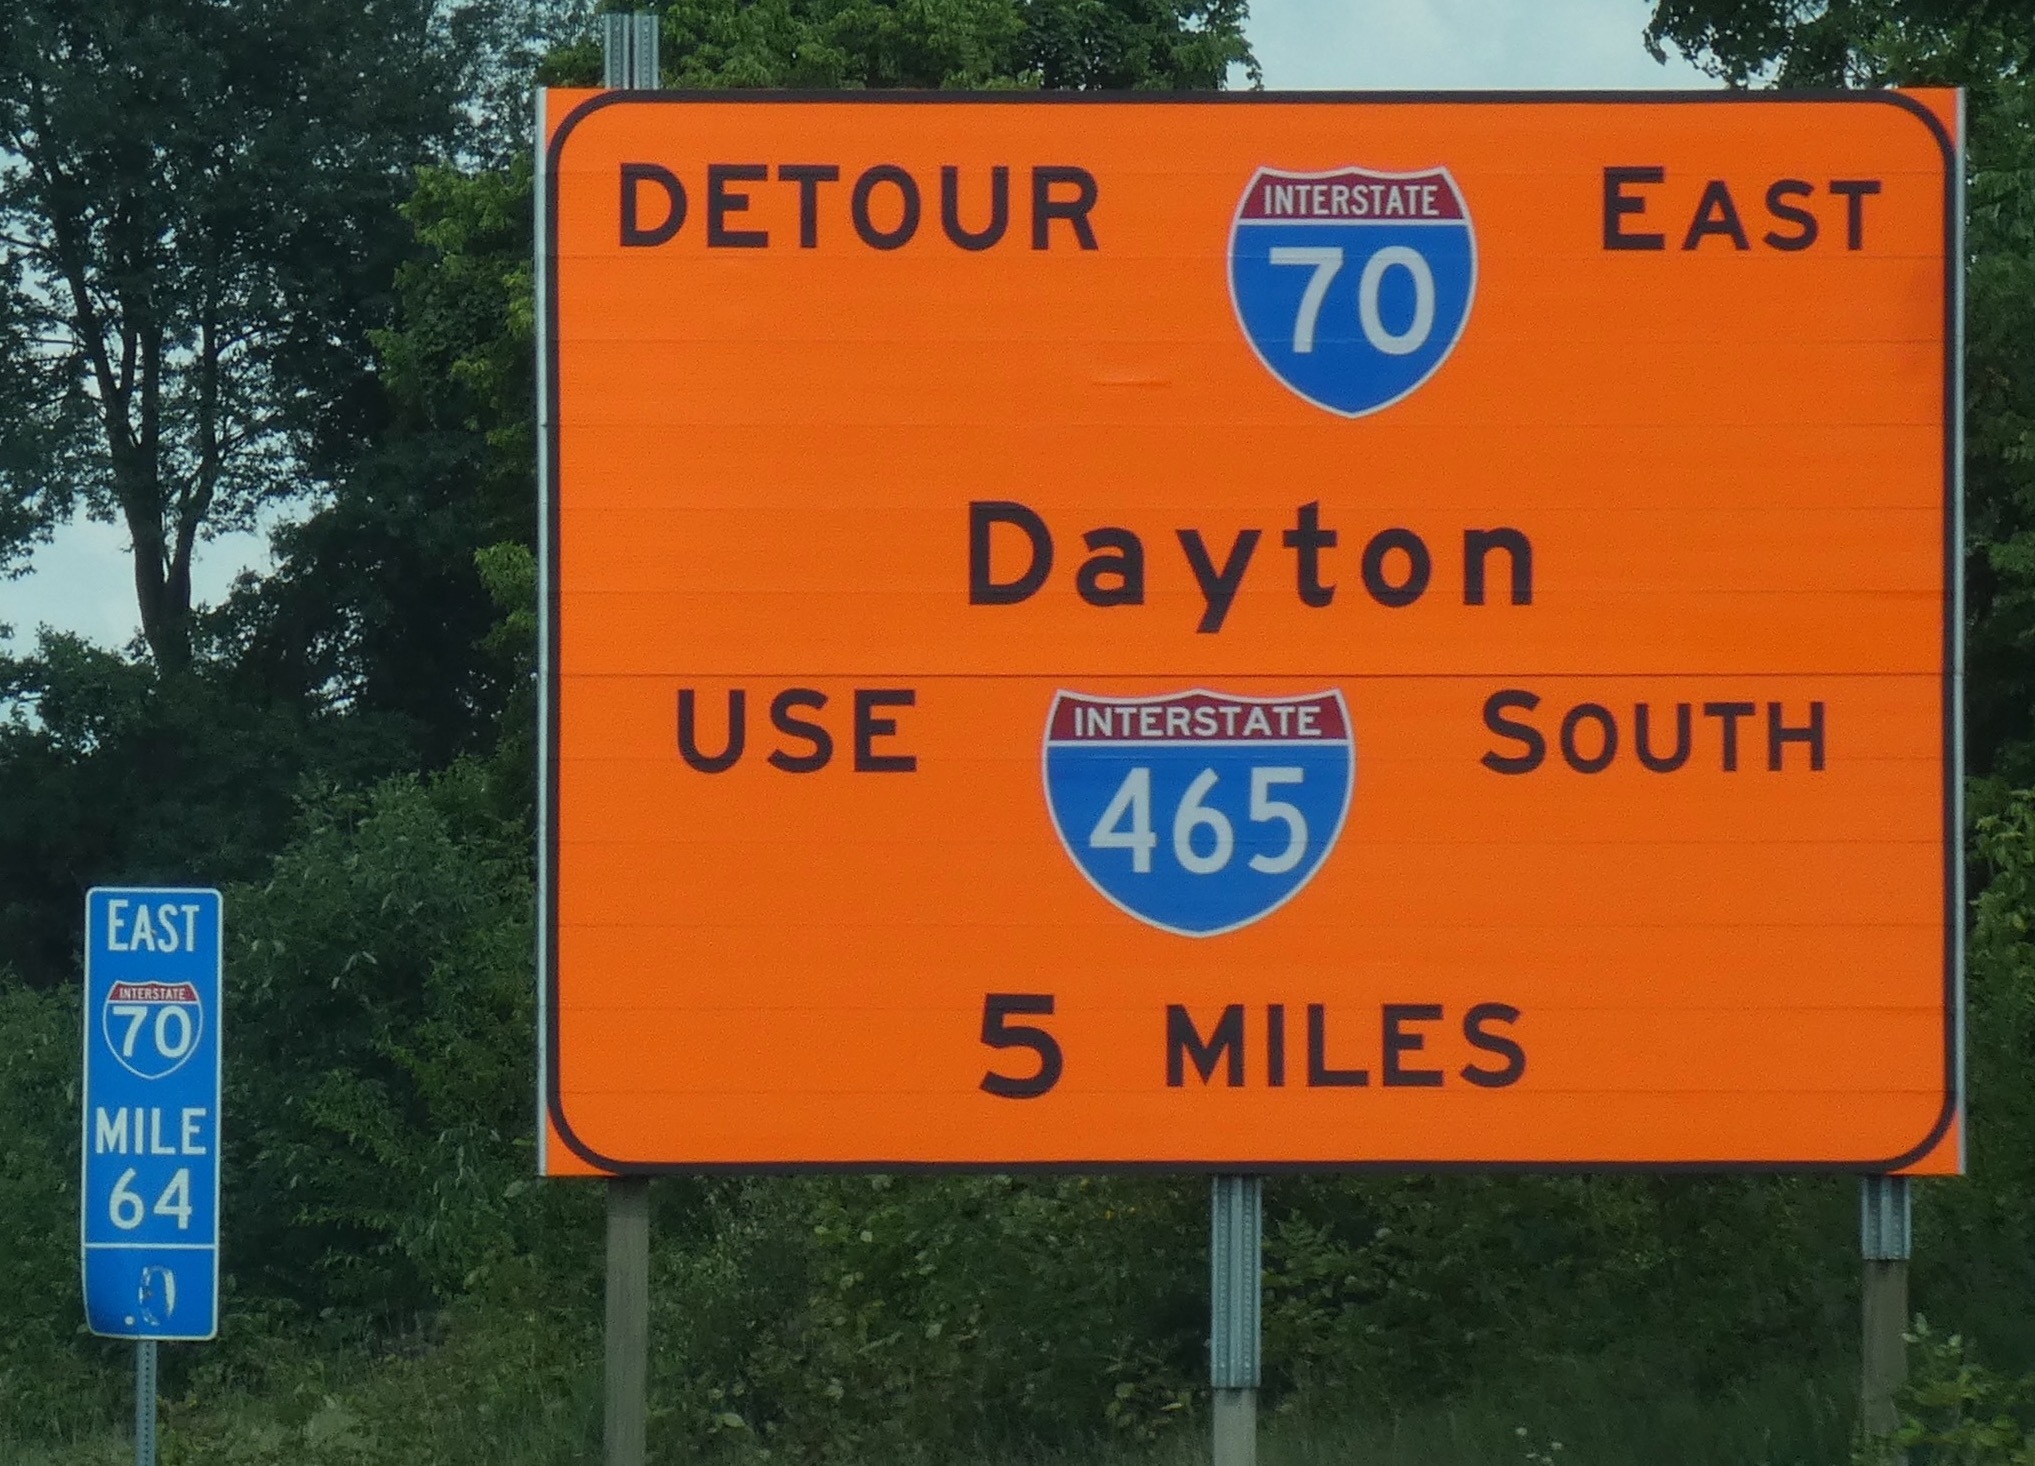 DETOUR INTERSTATE 70 EAST
Dayton
USE INTERSTATE 465 SOUTH
5 MILES
EAST
INTERSTATE
70
MILE
64
.0